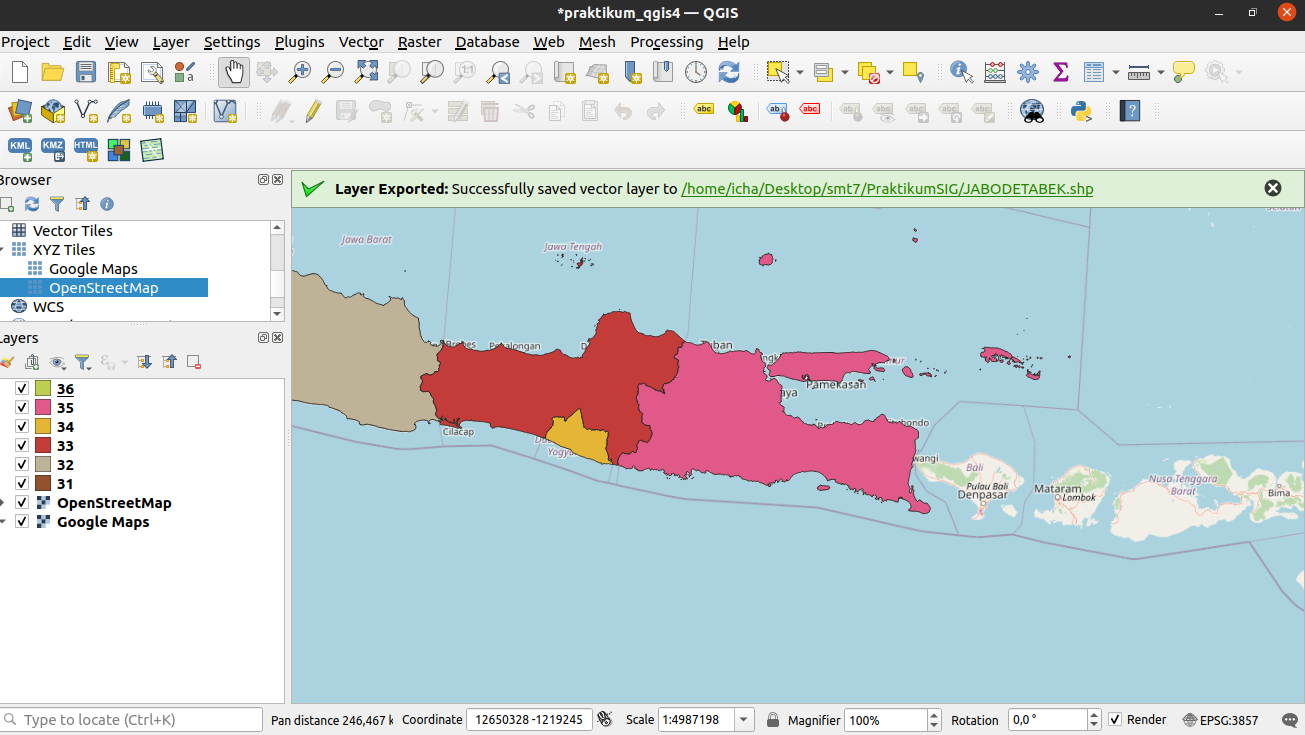 *praktikum_qgis4 — QGIS
Project Edit View Layer Settings Plugins Vector Raster Database Web Mesh Processing Help
abc
abc
KML KMZ HTML
Browser
Layer Exported: Successfully saved vector layer to /home/icha/Desktop/smt7/PraktikumSIG/JABODETABEK.shp
Vector Tiles
XYZ Tiles
Google Maps
OpenStreetMap
WCS
Layers
36
35
34
33
32
31
OpenStreetMap
Google Maps
Jawa Barat
Jawa Tengah
Pamekasan
Cilacap
Bali
Pulau Bali
Denpasar
Mataram
Lombok
Nusa Tenggara
Barat
Bima
Type to locate (Ctrl+K)
Pan distance 246,467 k
Coordinate 12650328 -1219245
Scale 1:4987198
Magnifier 100%
Rotation 0,0 °
Render
EPSG:3857